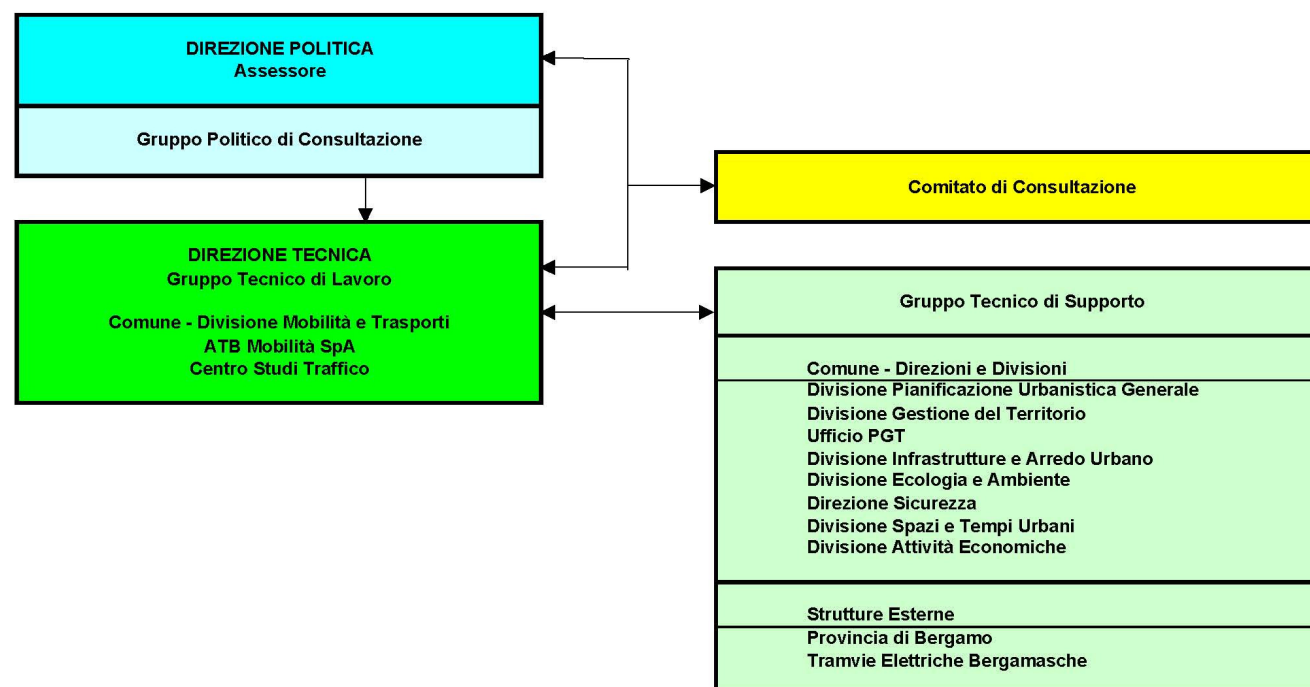 DIREZIONE POLITICA
Assessore
Gruppo Politico di Consultazione
Comitato di Consultazione
DIREZIONE TECNICA
Gruppo Tecnico di Lavoro
Comune - Divisione Mobilità e Trasporti
ATB Mobilità SpA
Centro Studi Traffico
Gruppo Tecnico di Supporto
Comune - Direzioni e Divisioni
Divisione Pianificazione Urbanistica Generale
Divisione Gestione del Territorio
Ufficio PGT
Divisione Infrastrutture e Arredo Urbano
Divisione Ecologia e Ambiente
Direzione Sicurezza
Divisione Spazi e Tempi Urbani
Divisione Attività Economiche
Strutture Esterne
Provincia di Bergamo
Tramvie Elettriche Bergamasche